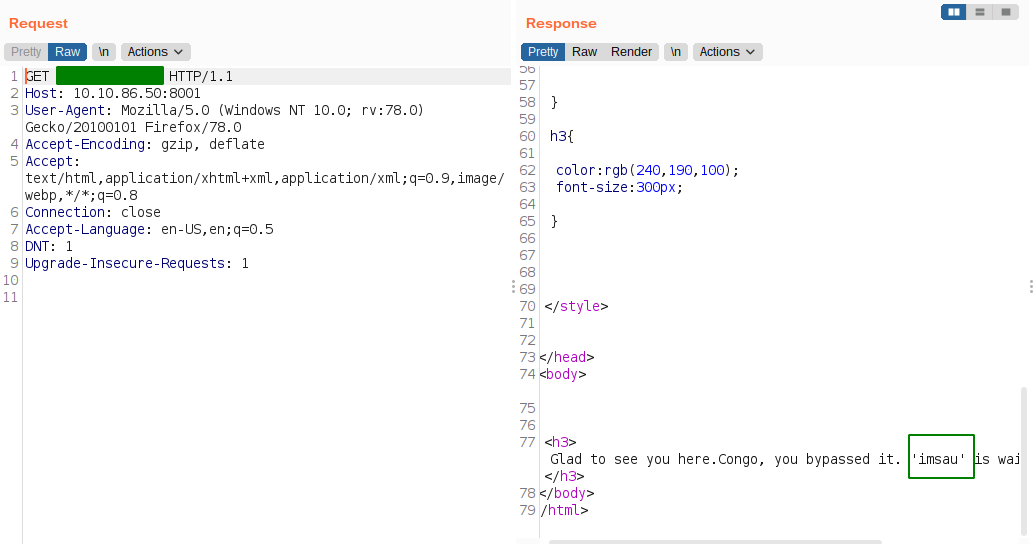 Request
Pretty Raw \n Actions
1 GET HTTP/1.1
2 Host: 10.10.86.50:8001
3 User-Agent: Mozilla/5.0 (Windows NT 10.0; rv:78.0)
Gecko/20100101 Firefox/78.0
4 Accept-Encoding: gzip, deflate
5 Accept:
text/html,application/xhtml+xml,application/xml;q=0.9,image/
webp,*/*;q=0.8
6 Connection: close
7 Accept-Language: en-US,en;q=0.5
8 DNT: 1
9 Upgrade-Insecure-Requests: 1
10
11
Response
Pretty Raw Render \n Actions
56
57
58 }
59
60 h3{
61
62 color:rgb(240,190,100);
63 font-size:300px;
64
65 }
66
67
68
69
70 </style>
71
72
73 </head>
74 <body>
75
76
77 <h3>
Glad to see you here.Congo, you bypassed it. 'imsau' is wai
</h3>
78 </body>
79 /html>